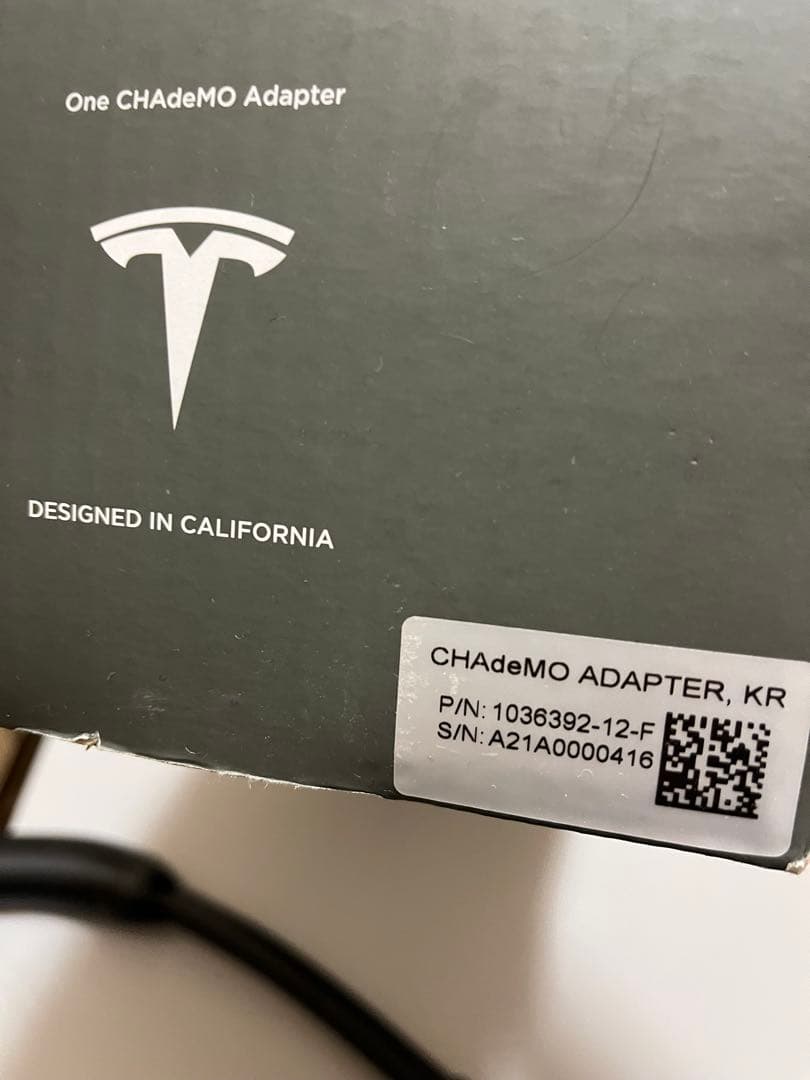 One CHAdeMO Adapter
DESIGNED IN CALIFORNIA
CHAdeMO ADAPTER, KR
P/N: 1036392-12-F
S/N: A21A0000416